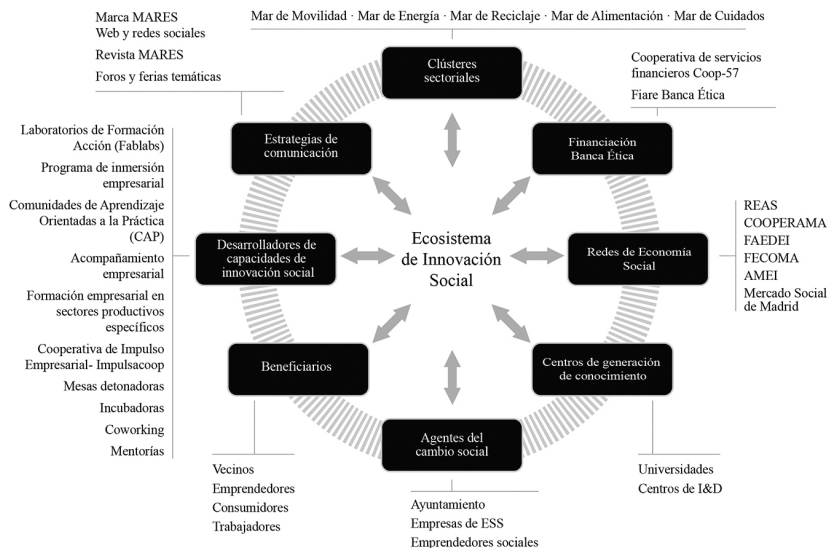 Marca MARES
Web y redes sociales
Revista MARES
Foros y ferias temáticas
Mar de Movilidad · Mar de Energía · Mar de Reciclaje · Mar de Alimentación · Mar de Cuidados
Clústeres
sectoriales
Cooperativa de servicios
financieros Coop-57
Fiare Banca Ética
Estrategias de
comunicación
Financiación
Banca Ética
Laboratorios de Formación
Acción (Fablabs)
Programa de inmersión
empresarial
Comunidades de Aprendizaje
Orientadas a la Práctica
(CAP)
Acompañamiento
empresarial
Formación empresarial en
sectores productivos
específicos
Cooperativa de Impulso
Empresarial- Impulsacoop
Mesas detonadoras
Incubadoras
Coworking
Mentorías
Desarrolladores de
capacidades de
innovación social
Ecosistema
de Innovación
Social
Redes de Economía
Social
REAS
COOPERAMA
FAEDEI
FECOMA
AMEI
Mercado Social
de Madrid
Beneficiarios
Centros de generación
de conocimiento
Agentes del
cambio social
Vecinos
Emprendedores
Consumidores
Trabajadores
Ayuntamiento
Empresas de ESS
Emprendedores sociales
Universidades
Centros de I&D